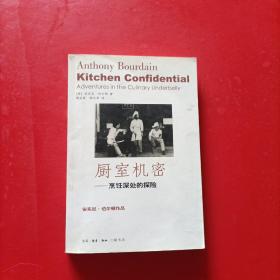 Anthony Bourdain
Kitchen Confidential
Adventures in the Culinary Underbelly
厨室机密
——烹饪深处的探险
安东尼·伯尔顿作品